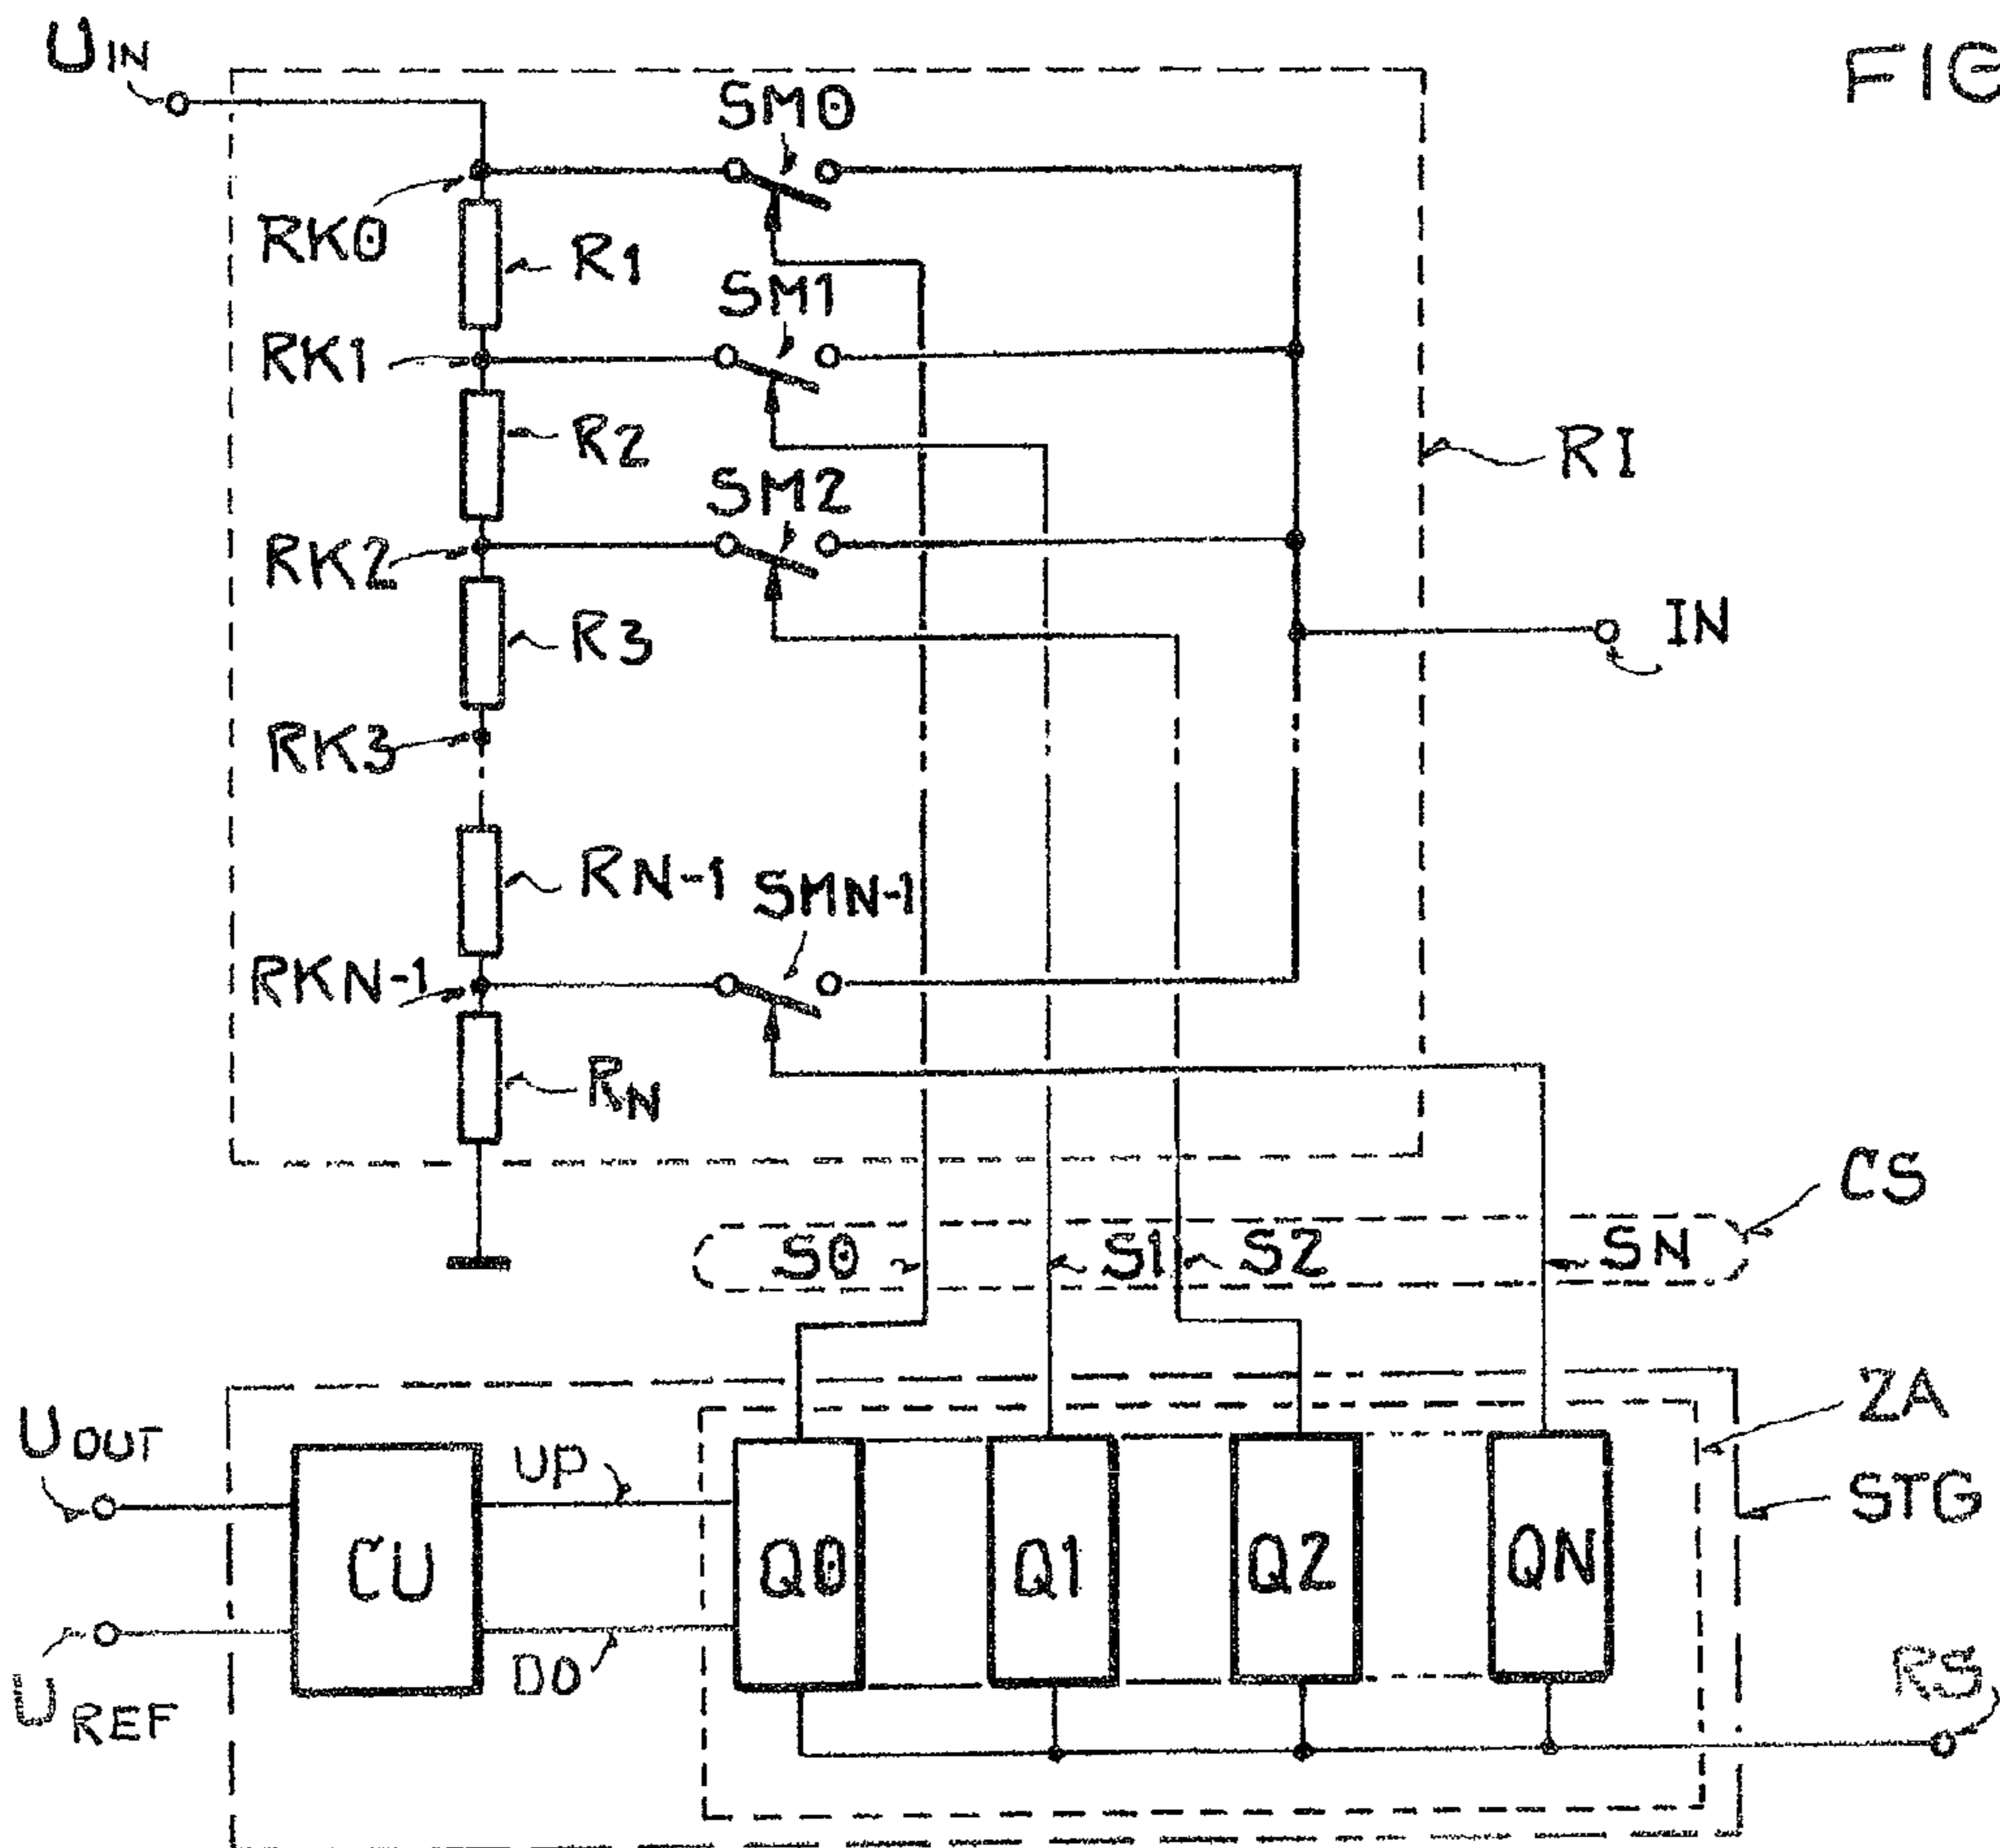 UIN
FIG
SM0
RK0
R1
SM1
RK1
R2
RI
SM2
RK2
R3
IN
RK3
RN-1
SMN-1
RKN-1
RN
CS
S0
S1
S2
SN
ZA
UOUT
UP
STG
CU
Q0
Q1
Q2
QN
DO
RS
UREF